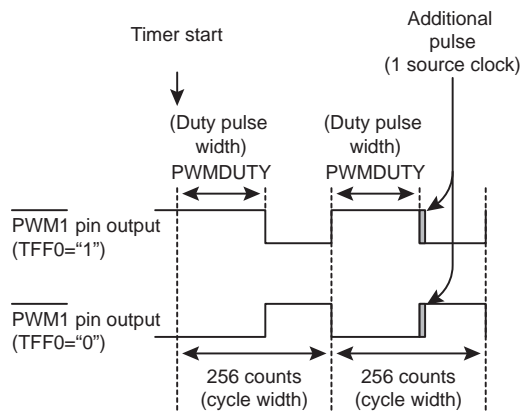 Additional
pulse
(1 source clock)
Timer start
(Duty pulse
width)
PWMDUTY
(Duty pulse
width)
PWMDUTY
PWM1 pin output
(TFF0=“1”)
PWM1 pin output
(TFF0=“0”)
256 counts
(cycle width)
256 counts
(cycle width)